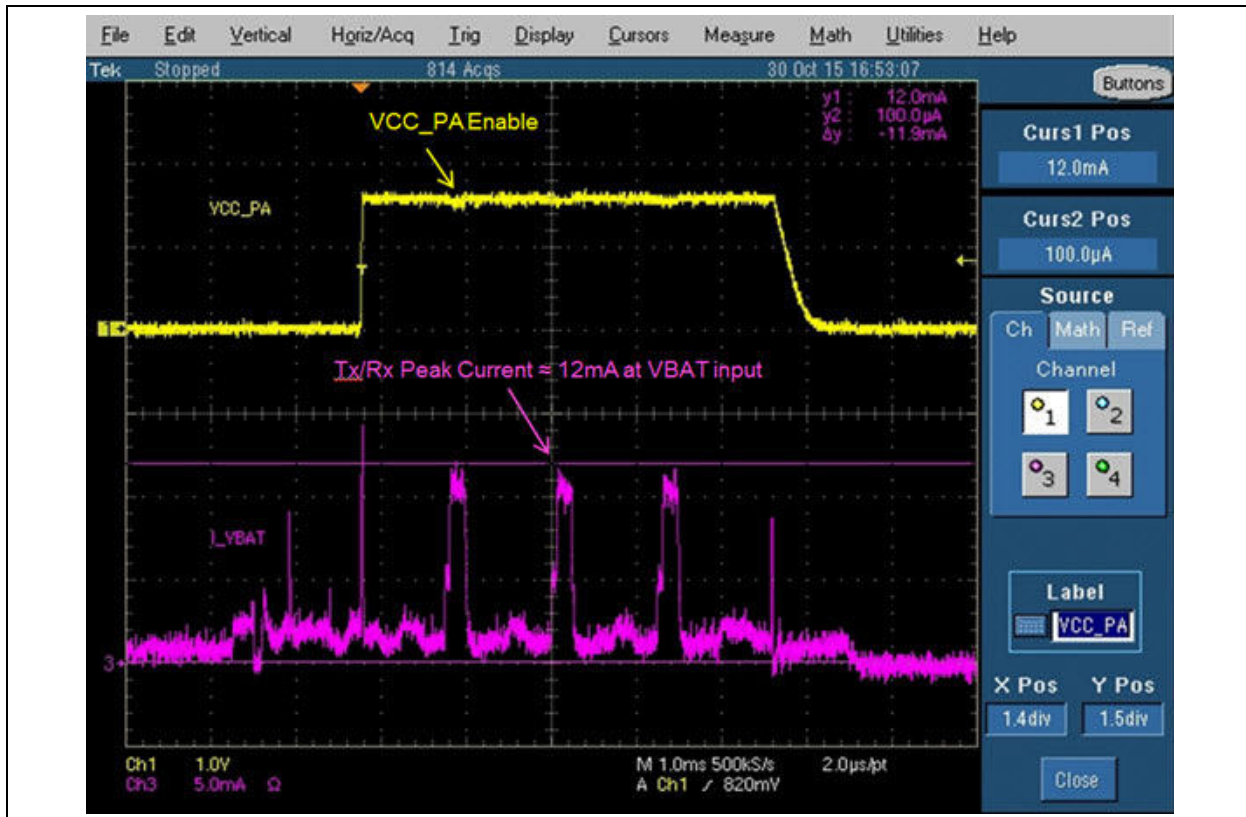 File Edit Vertical Horiz/Acq Trig Display Cursors Measure Math Utilities Help
Tek Stopped 814 Acqs 30 Oct 15 16:53:07
Buttons
y1 : 12.0mA
y2 : 100.0µA
Δy : -11.9mA
VCC_PA Enable
VCC_PA
Curs1 Pos
12.0mA
Curs2 Pos
100.0µA
Source
Ch Math Ref
Channel
1 2
3 4
Tx/Rx Peak Current ≈ 12mA at VBAT input
I_VBAT
3
Label
VCC_PA
X Pos Y Pos
1.4div 1.5div
Close
Ch1 1.0V M 1.0ms 500kS/s 2.0µs/pt
Ch3 5.0mA Ω A Ch1 / 820mV